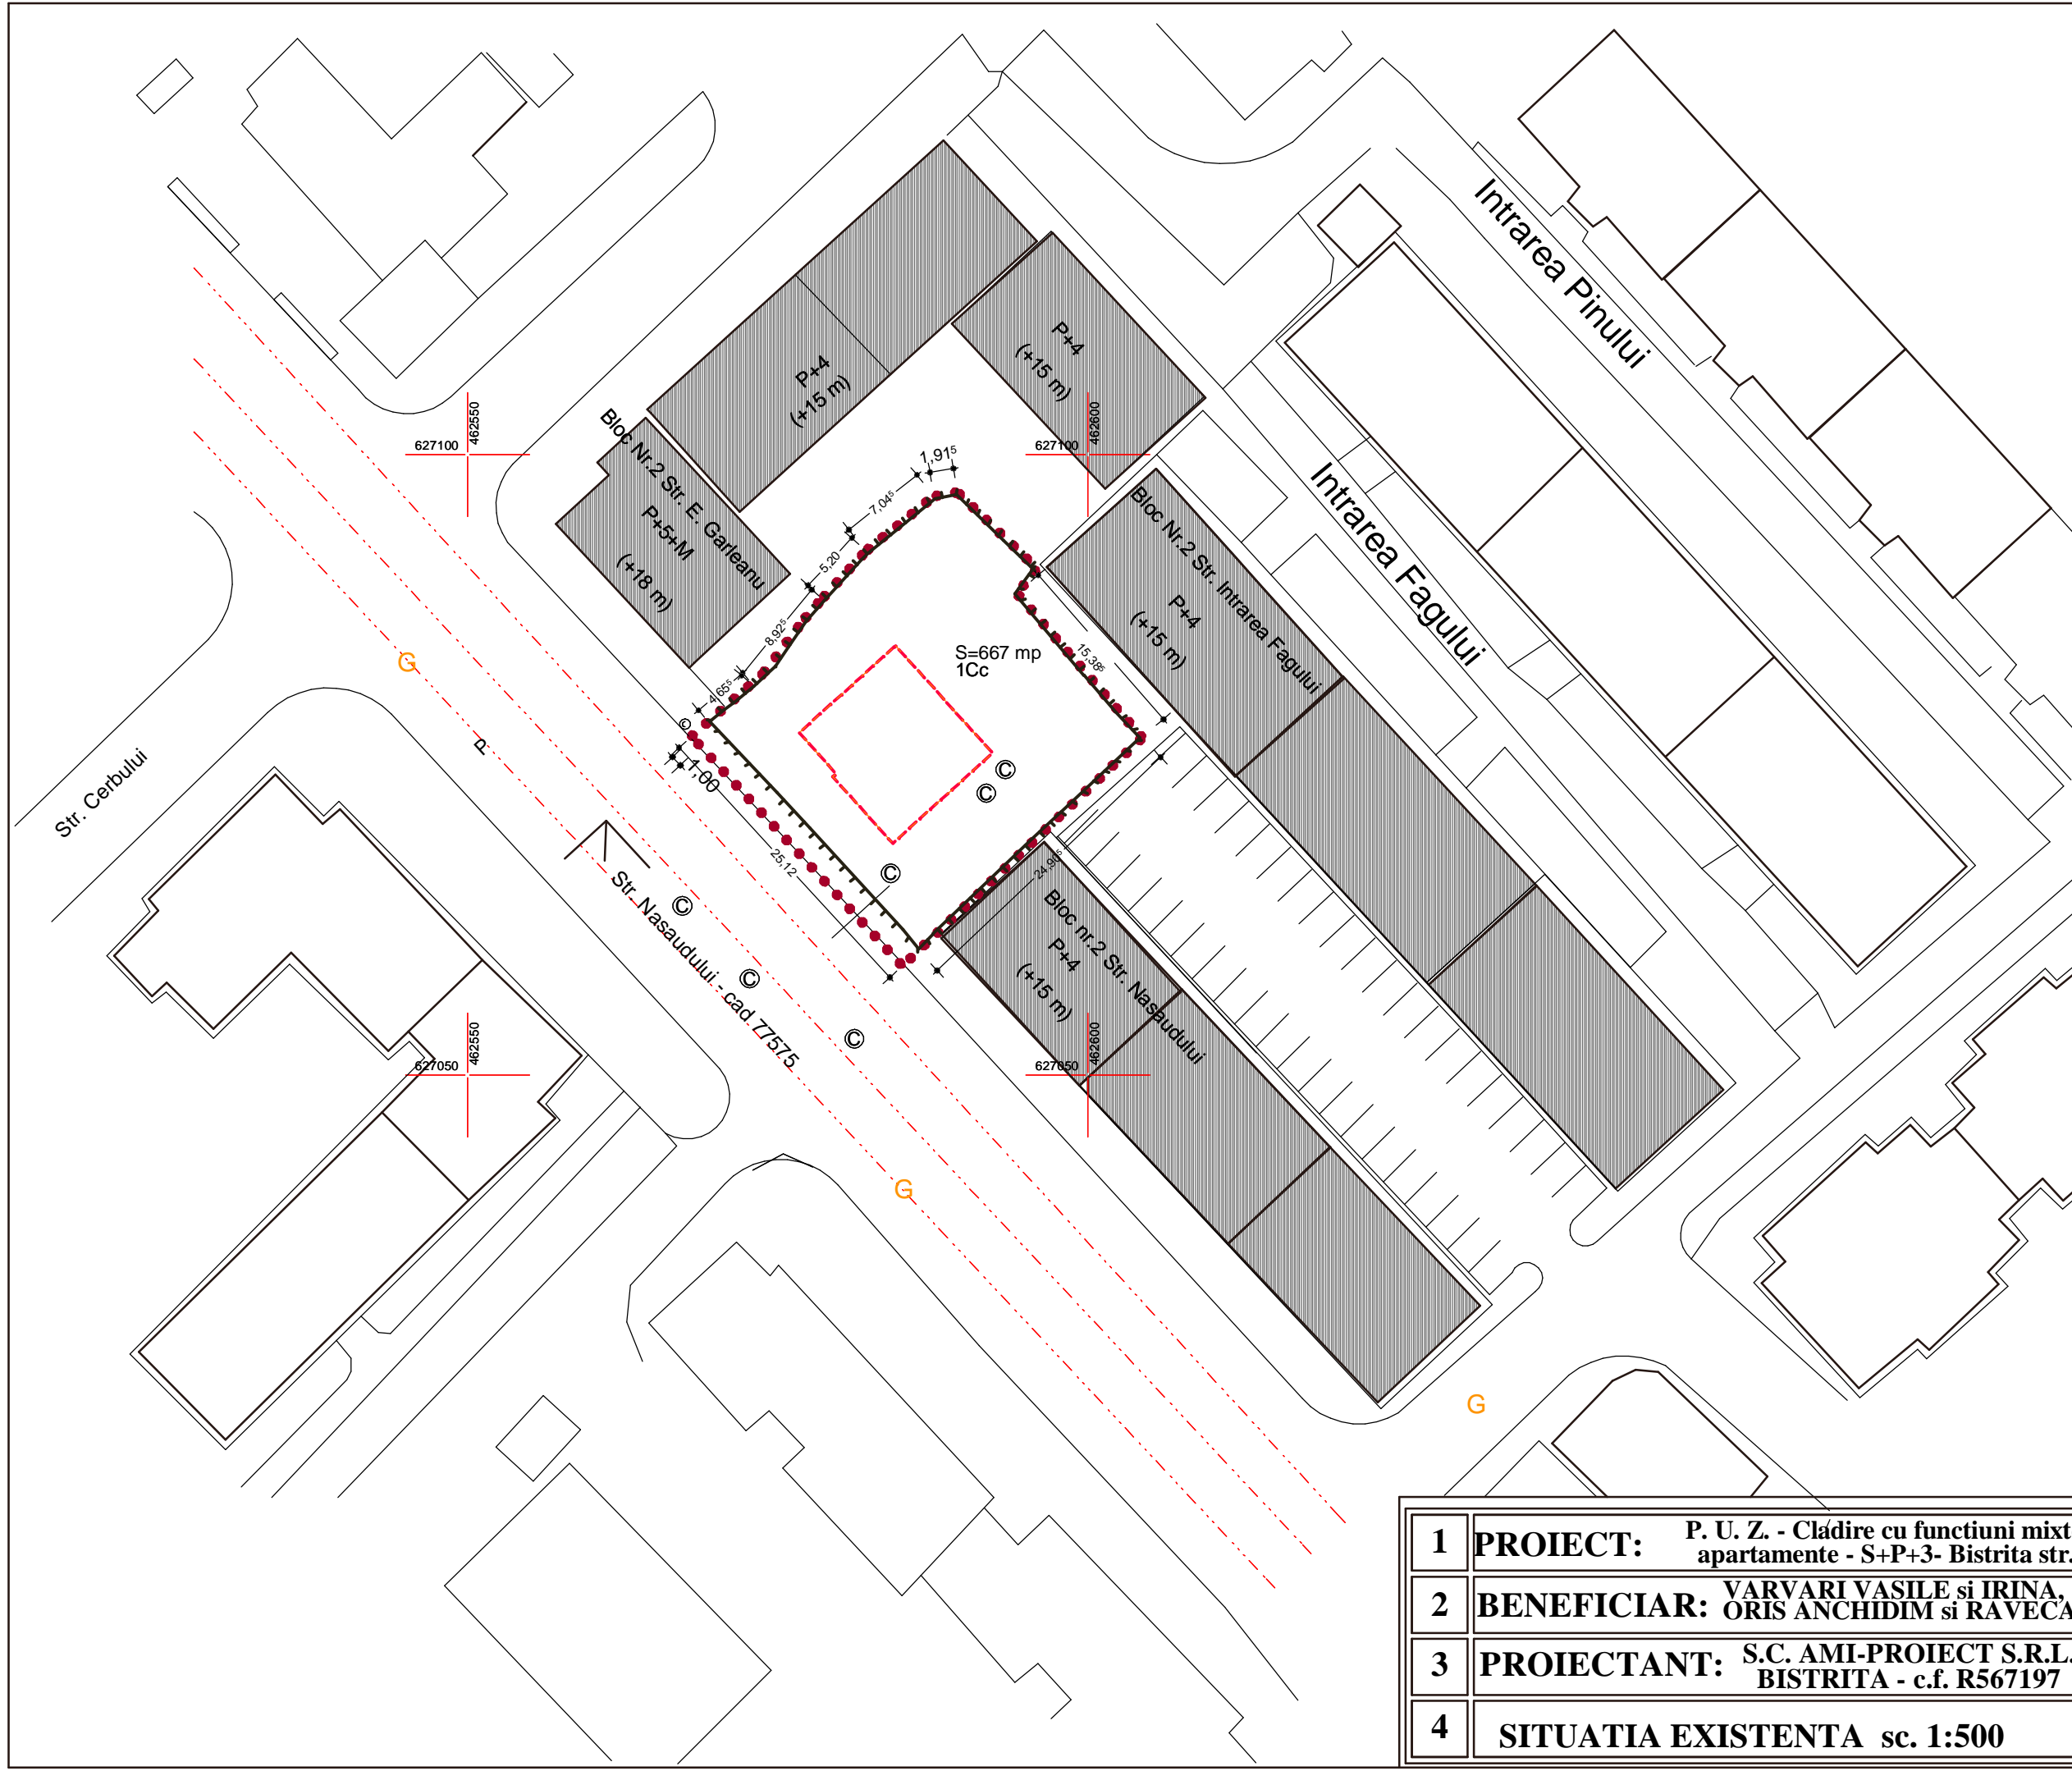 Intrarea Pinului
Intrarea Fagului
P+4
(+15 m)
P+4
(+15 m)
Bloc Nr.2 Str. E. Garleanu
P+5+M
(+18 m)
Bloc Nr.2 Str. Intrarea Fagului
P+4
(+15 m)
Bloc nr.2 Str. Nasaudului
P+4
(+15 m)
627100
462550
627100
462600
627050
462550
627050
462600
1,91⁵
7,04⁵
5,20
8,92⁵
4,65⁵
1,00
25,12
24,90⁵
15,38⁵
S=667 mp
1Cc
G
P
Str. Cerbului
Str. Nasaudului - cad 77575
©
©
©
©
©
©
©
G
G
1 PROIECT: P. U. Z. - Cladire cu functiuni mixt
apartamente - S+P+3- Bistrita str.
2 BENEFICIAR: VARVARI VASILE si IRINA,
ORIS ANCHIDIM si RAVECA
3 PROIECTANT: S.C. AMI-PROIECT S.R.L.
BISTRITA - c.f. R567197
4 SITUATIA EXISTENTA sc. 1:500